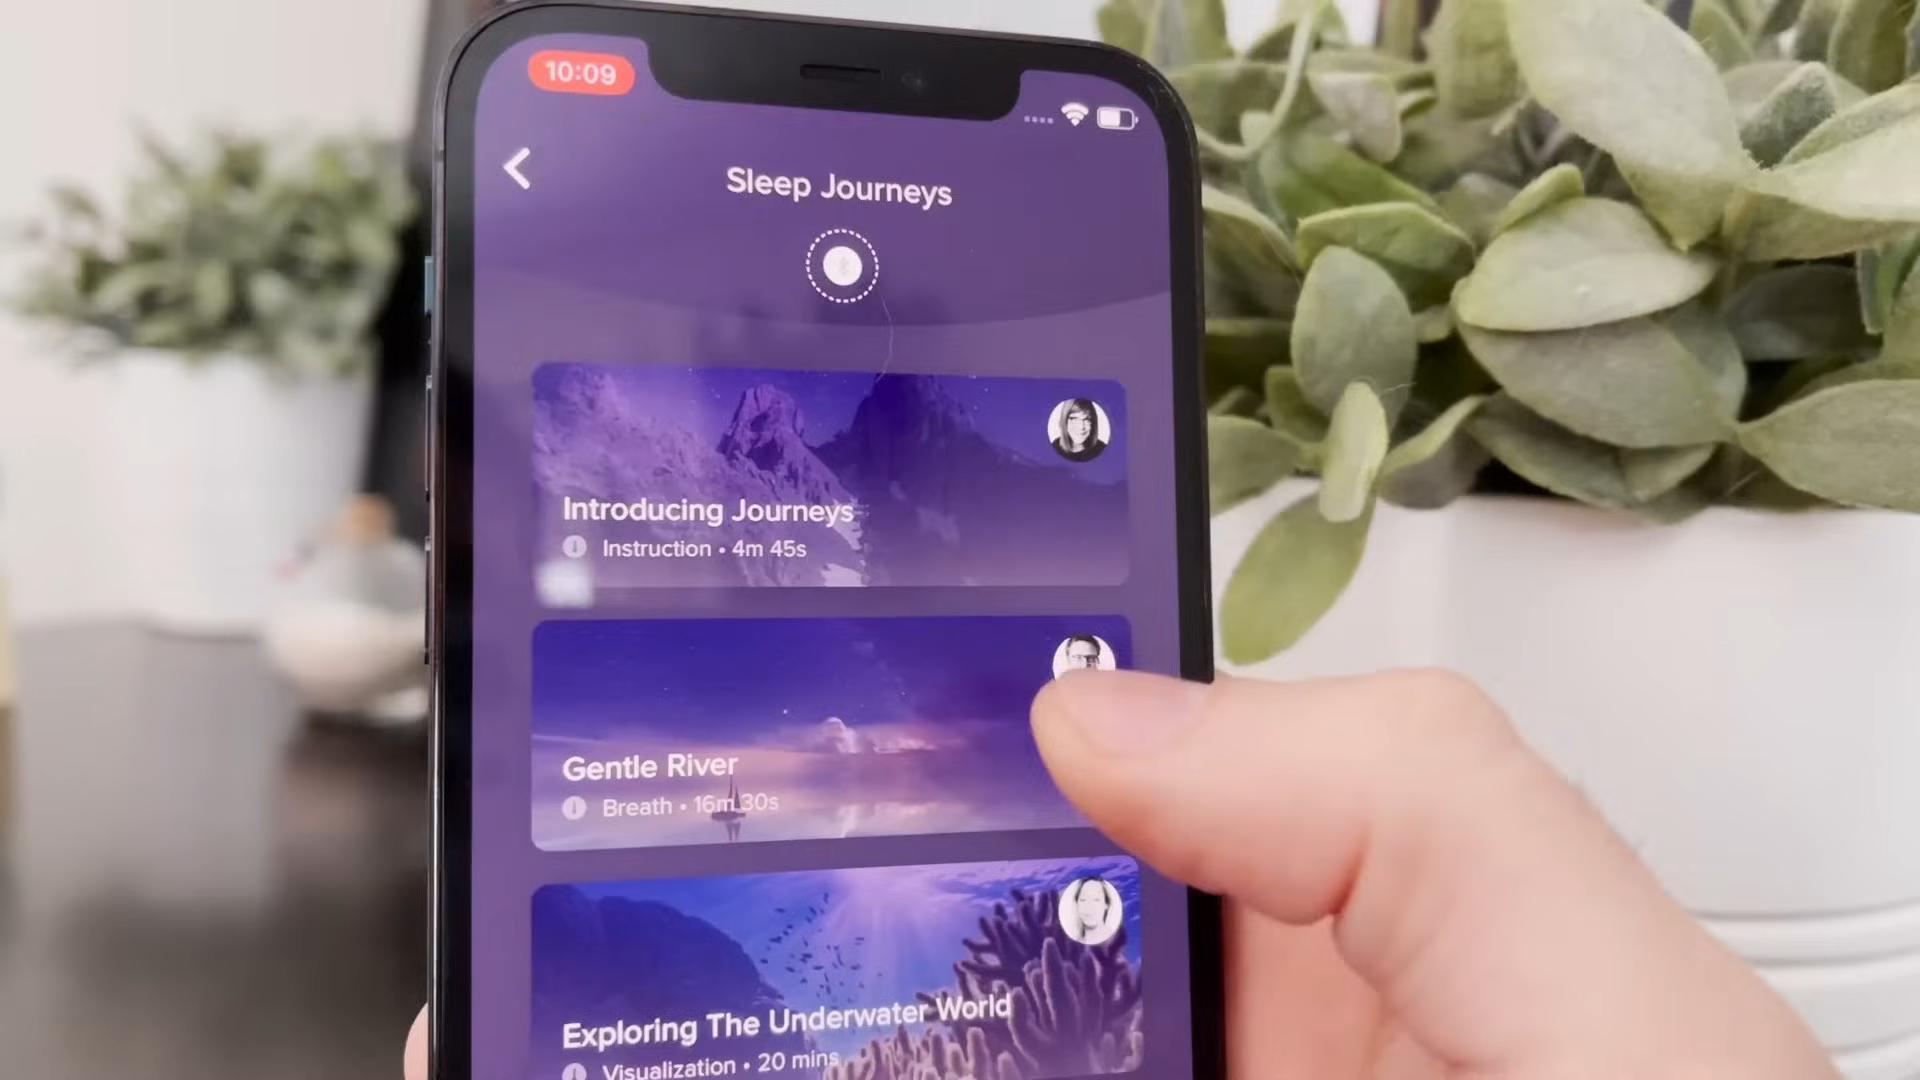 10:09
Sleep Journeys
Introducing Journeys
Instruction • 4m 45s
Gentle River
Breath • 16m 30s
Exploring The Underwater World
Visualization • 20 mins